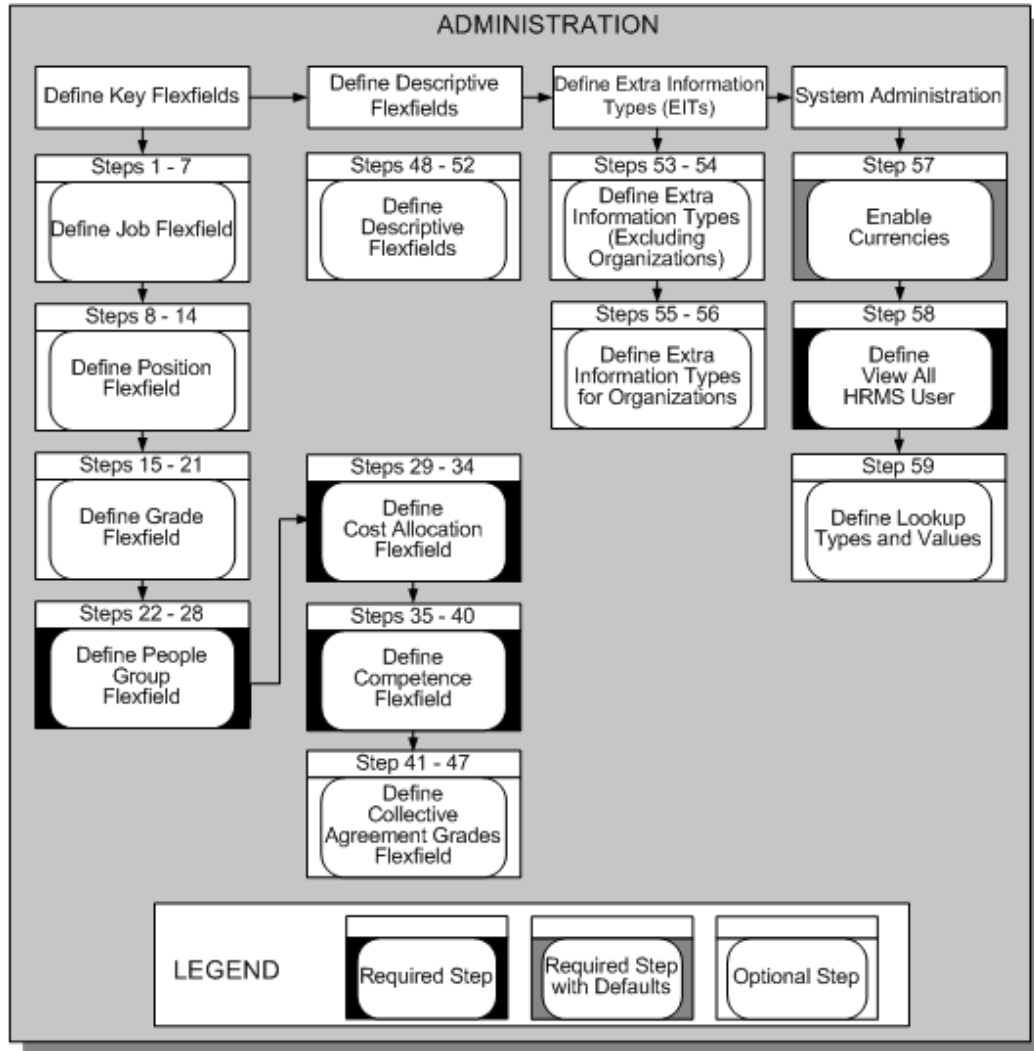 ADMINISTRATION
Define Key Flexfields
Define Descriptive
Flexfields
Define Extra Information
Types (EITs)
System Administration
Steps 1 - 7
Define Job Flexfield
Steps 8 - 14
Define Position
Flexfield
Steps 15 - 21
Define Grade
Flexfield
Steps 22 - 28
Define People
Group
Flexfield
Steps 48 - 52
Define
Descriptive
Flexfields
Steps 29 - 34
Define
Cost Allocation
Flexfield
Steps 35 - 40
Define
Competence
Flexfield
Step 41 - 47
Define
Collective
Agreement Grades
Flexfield
Steps 53 - 54
Define Extra
Information Types
(Excluding
Organizations)
Steps 55 - 56
Define Extra
Information Types
for Organizations
Step 57
Enable
Currencies
Step 58
Define
View All
HRMS User
Step 59
Define Lookup
Types and Values
LEGEND
Required Step
Required Step
with Defaults
Optional Step